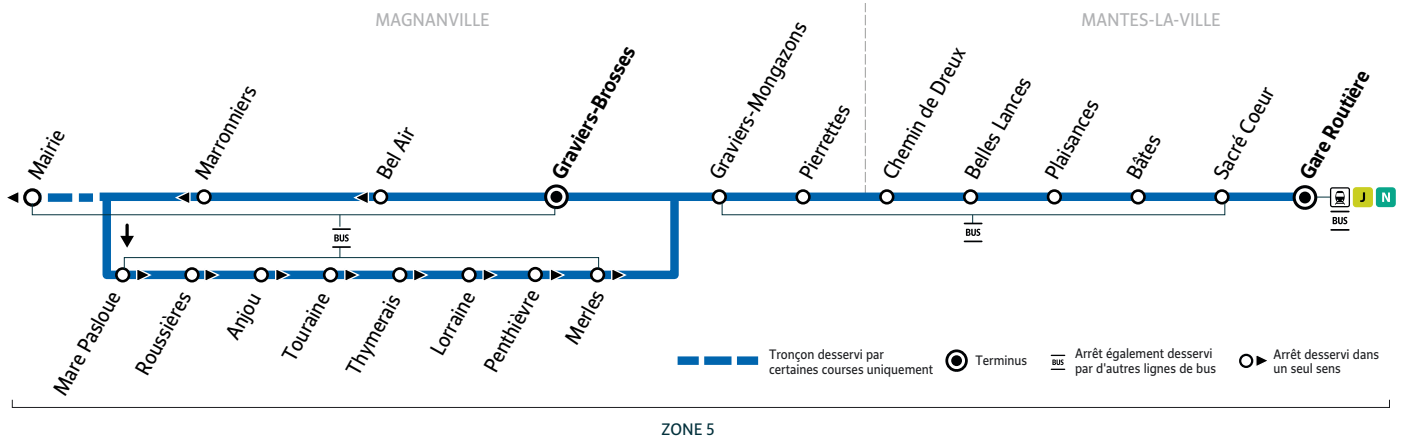 MAGNANVILLE
MANTES-LA-VILLE
Mairie
Marronniers
Bel Air
Graviers-Brosses
Graviers-Mongazons
Pierrettes
Chemin de Dreux
Belles Lances
Plaisances
Bâtes
Sacré Coeur
Gare Routière
J
N
BUS
BUS
BUS
Mare Pasloue
Roussières
Anjou
Touraine
Thymerais
Lorraine
Penthièvre
Merles
Tronçon desservi par
certaines courses uniquement
Terminus
BUS
Arrêt également desservi
par d'autres lignes de bus
Arrêt desservi dans
un seul sens
ZONE 5